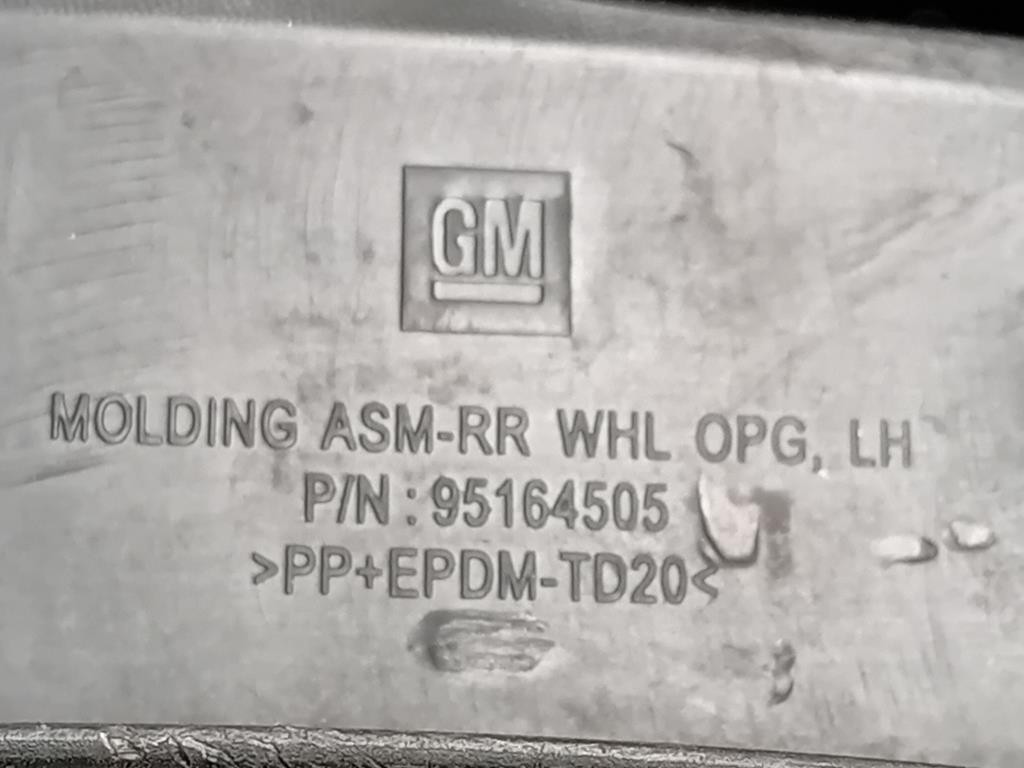 GM
MOLDING ASM-RR WHL OPG, LH
P/N : 95164505
>PP+EPDM-TD20<